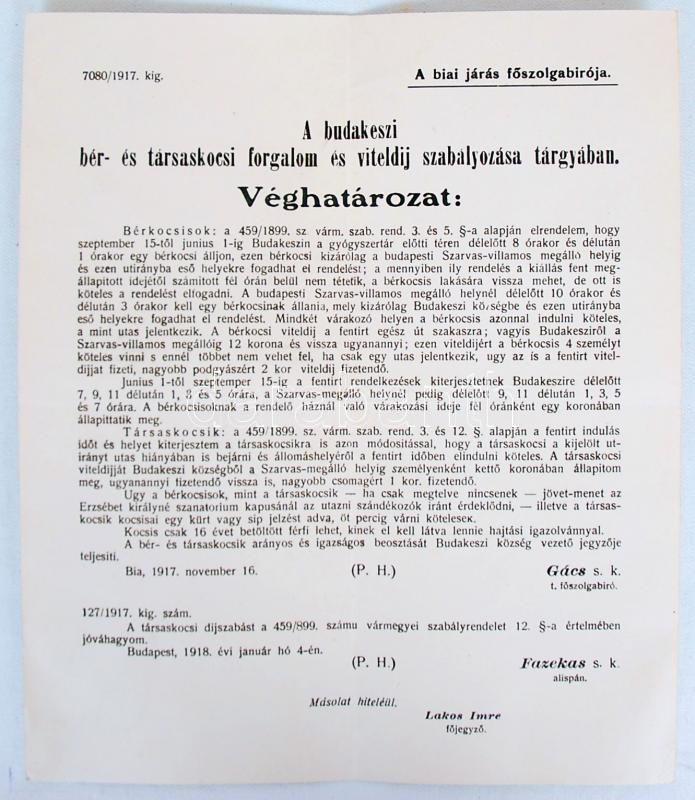 7080/1917. kig.
A biai járás főszolgabirója.
A budakeszi
bér- és társaskocsi forgalom és viteldij szabályozása tárgyában.
Véghatározat:
Bérkocsisok: a 459/1899. sz. várm. szab. rend. 3. és 5. §-a alapján elrendelem, hogy
szeptember 15-től junius 1-ig Budakeszin a gyógyszertár előtti téren délelőtt 8 órakor és délután
1 órakor egy bérkocsi álljon, ezen bérkocsi kizárólag a budapesti Szarvas-villamos megálló helyig
és ezen utirányba eső helyekre fogadhat el rendelést; a mennyiben ily rendelés a kiállás fent meg-
állapitott idejétől számitott fél órán belül nem tétetik, a bérkocsis lakására vissza mehet, de ott is
köteles a rendelést elfogadni. A budapesti Szarvas-villamos megálló helynél délelőtt 10 órakor és
délután 3 órakor kell egy bérkocsinak állania, mely kizárólag Budakeszi községbe és ezen utirányba
eső helyekre fogadhat el rendelést. Mindkét várakozó helyen a bérkocsis azonnal indulni köteles,
a mint utas jelentkezik. A bérkocsi viteldij a fentirt egész út szakaszra; vagyis Budakesziről a
Szarvas-villamos megállóig 12 korona és vissza ugyanannyi; ezen viteldijért a bérkocsis 4 személyt
köteles vinni s ennél többet nem vehet fel, ha csak egy utas jelentkezik, ugy az is a fentirt vitel-
dijjat fizeti, nagyobb podgyászért 2 kor viteldij fizetendő.
Junius 1-től szeptember 15-ig a fentirt rendelkezések kiterjesztetnek Budakeszire délelőtt
7, 9, 11 délután 1, 3 és 5 órára, a Szarvas-megálló helynél pedig délelőtt 9, 11 délután 1, 3, 5
és 7 órára. A bérkocsisoknak a rendelő háznál való várakozási ideje fél óránként egy koronában
állapittatik meg.
Társaskocsik: a 459/1899. sz. várm. szab. rend. 3. és 12. §. alapján a fentirt indulás
időt és helyet kiterjesztem a társaskocsikra is azon módositással, hogy a társaskocsi a kijelölt ut-
irányt utas hiányában is bejárni és állomáshelyéről a fentirt időben elindulni köteles. A társaskocsi
viteldijját Budakeszi községből a Szarvas-megálló helyig személyenként kettő koronában állapitom
meg, ugyanannyi fizetendő vissza is, nagyobb csomagért 1 kor. fizetendő.
Ugy a bérkocsisok, mint a társaskocsik — ha csak megtelve nincsenek — jövet-menet az
Erzsébet királyné szanatorium kapusánál az utazni szándékozók iránt érdeklődni, — illetve a társas-
kocsik kocsisai egy kürt vagy sip jelzést adva, öt percig várni kötelesek.
Kocsis csak 16 évet betöltött férfi lehet, kinek el kell látva lennie hajtási igazolvánnyal.
A bér- és társaskocsik arányos és igazságos beosztását Budakeszi község vezető jegyzője
teljesiti.
Bia, 1917. november 16.
(P. H.)
Gács s. k.
t. főszolgabiró.
127/1917. kig. szám.
A társaskocsi dijszabást a 459/899. számu vármegyei szabályrendelet 12. §-a értelmében
jóváhagyom.
Budapest, 1918. évi január hó 4-én.
(P. H.)
Fazekas s. k.
alispán.
Másolat hiteléül.
Lakos Imre
főjegyző.